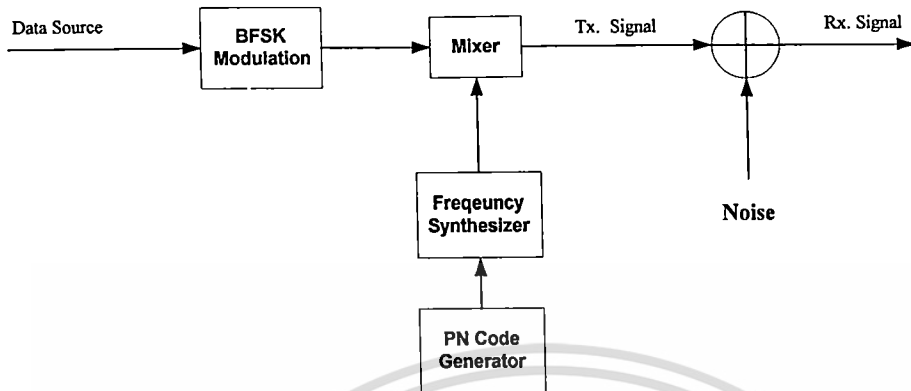 Data Source
BFSK
Modulation
Mixer
Tx. Signal
Rx. Signal
Freqeuncy
Synthesizer
Noise
PN Code
Generator